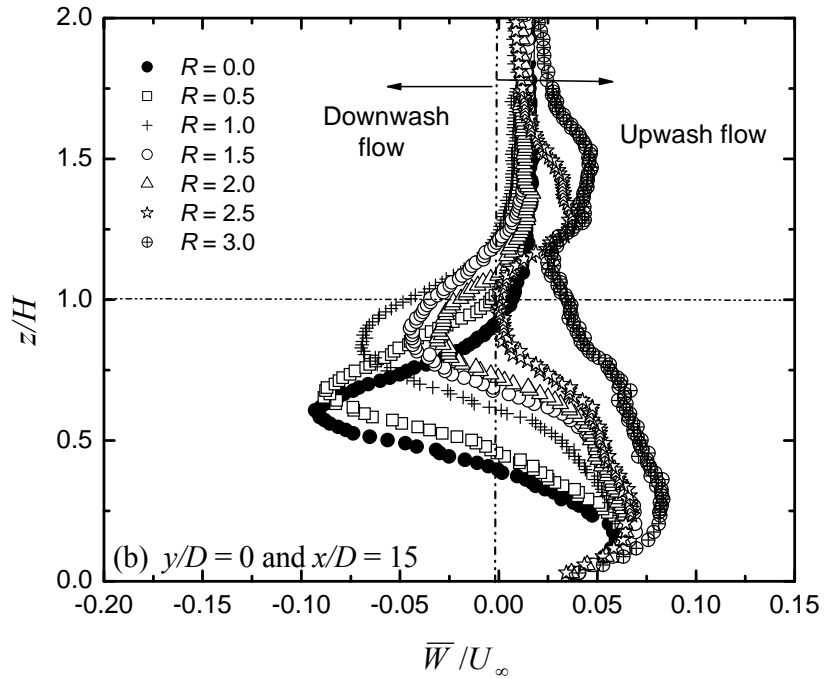 2.0
R = 0.0
R = 0.5
R = 1.0
R = 1.5
R = 2.0
R = 2.5
R = 3.0
Downwash
flow
Upwash flow
1.5
1.0
0.5
0.0
z/H
(b) y/D = 0 and x/D = 15
-0.20 -0.15 -0.10 -0.05 0.00 0.05 0.10 0.15
W̅ /U∞